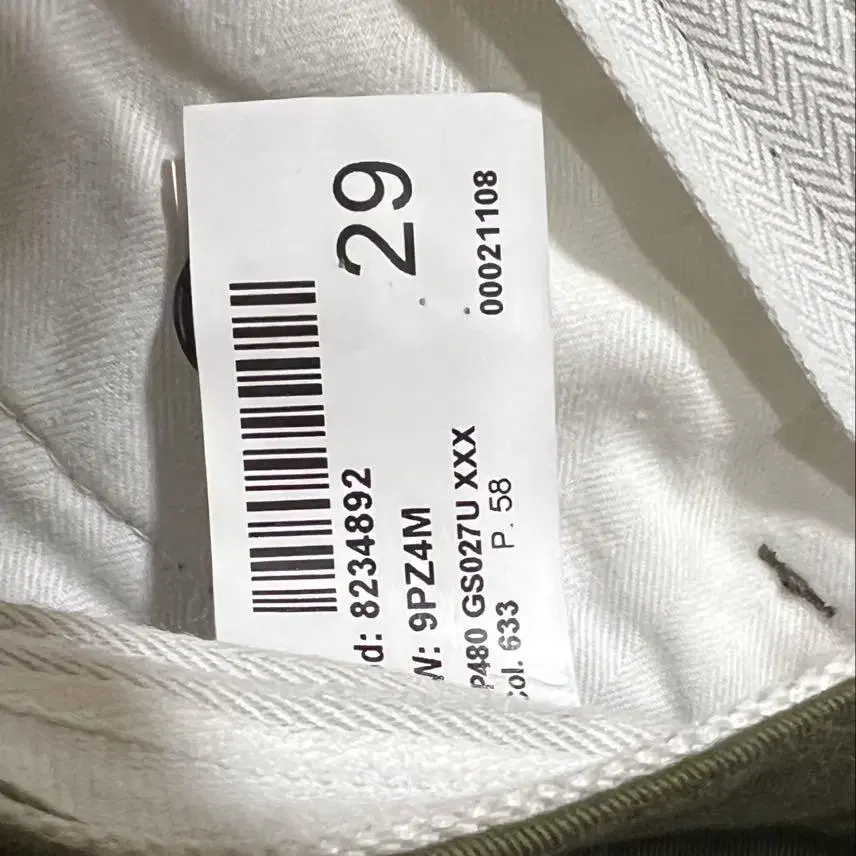 29
d: 8234892
W: 9PZ4M
P480 GS027U XXX 00021108
Col. 633 P. 58